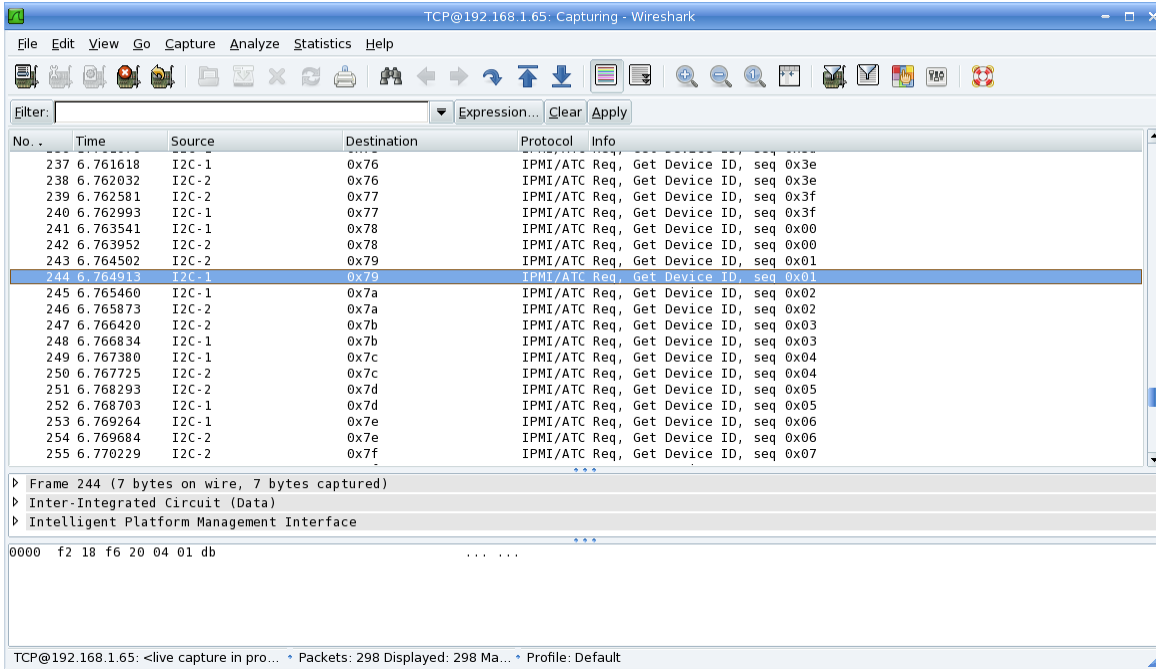 TCP@192.168.1.65: Capturing - Wireshark
File Edit View Go Capture Analyze Statistics Help
Filter: Expression... Clear Apply
No. . Time Source Destination Protocol Info
237 6.761618 I2C-1 0x76 IPMI/ATC Req, Get Device ID, seq 0x3e
238 6.762032 I2C-2 0x76 IPMI/ATC Req, Get Device ID, seq 0x3e
239 6.762581 I2C-2 0x77 IPMI/ATC Req, Get Device ID, seq 0x3f
240 6.762993 I2C-1 0x77 IPMI/ATC Req, Get Device ID, seq 0x3f
241 6.763541 I2C-1 0x78 IPMI/ATC Req, Get Device ID, seq 0x00
242 6.763952 I2C-2 0x78 IPMI/ATC Req, Get Device ID, seq 0x00
243 6.764502 I2C-2 0x79 IPMI/ATC Req, Get Device ID, seq 0x01
244 6.764913 I2C-1 0x79 IPMI/ATC Req, Get Device ID, seq 0x01
245 6.765460 I2C-1 0x7a IPMI/ATC Req, Get Device ID, seq 0x02
246 6.765873 I2C-2 0x7a IPMI/ATC Req, Get Device ID, seq 0x02
247 6.766420 I2C-2 0x7b IPMI/ATC Req, Get Device ID, seq 0x03
248 6.766834 I2C-1 0x7b IPMI/ATC Req, Get Device ID, seq 0x03
249 6.767380 I2C-1 0x7c IPMI/ATC Req, Get Device ID, seq 0x04
250 6.767725 I2C-2 0x7c IPMI/ATC Req, Get Device ID, seq 0x04
251 6.768293 I2C-2 0x7d IPMI/ATC Req, Get Device ID, seq 0x05
252 6.768703 I2C-1 0x7d IPMI/ATC Req, Get Device ID, seq 0x05
253 6.769264 I2C-1 0x7e IPMI/ATC Req, Get Device ID, seq 0x06
254 6.769684 I2C-2 0x7e IPMI/ATC Req, Get Device ID, seq 0x06
255 6.770229 I2C-2 0x7f IPMI/ATC Req, Get Device ID, seq 0x07
Frame 244 (7 bytes on wire, 7 bytes captured)
Inter-Integrated Circuit (Data)
Intelligent Platform Management Interface
0000 f2 18 f6 20 04 01 db ... ...
TCP@192.168.1.65: <live capture in pro... Packets: 298 Displayed: 298 Ma... Profile: Default